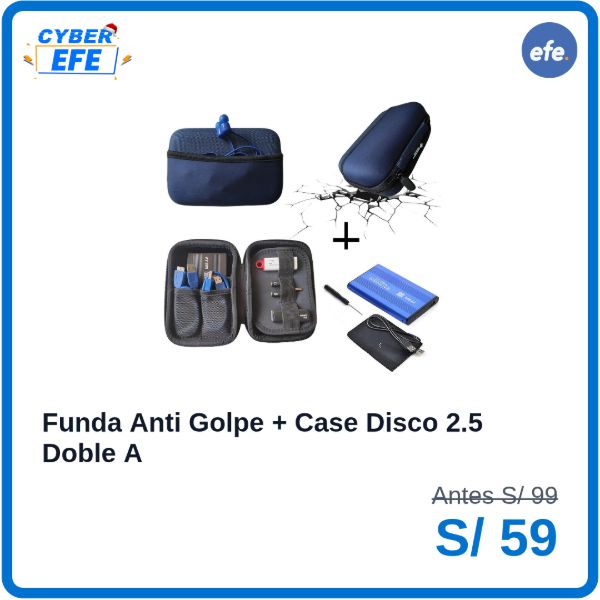 CYBER
EFE
efe.
Funda Anti Golpe + Case Disco 2.5
Doble A
Antes S/ 99
S/ 59